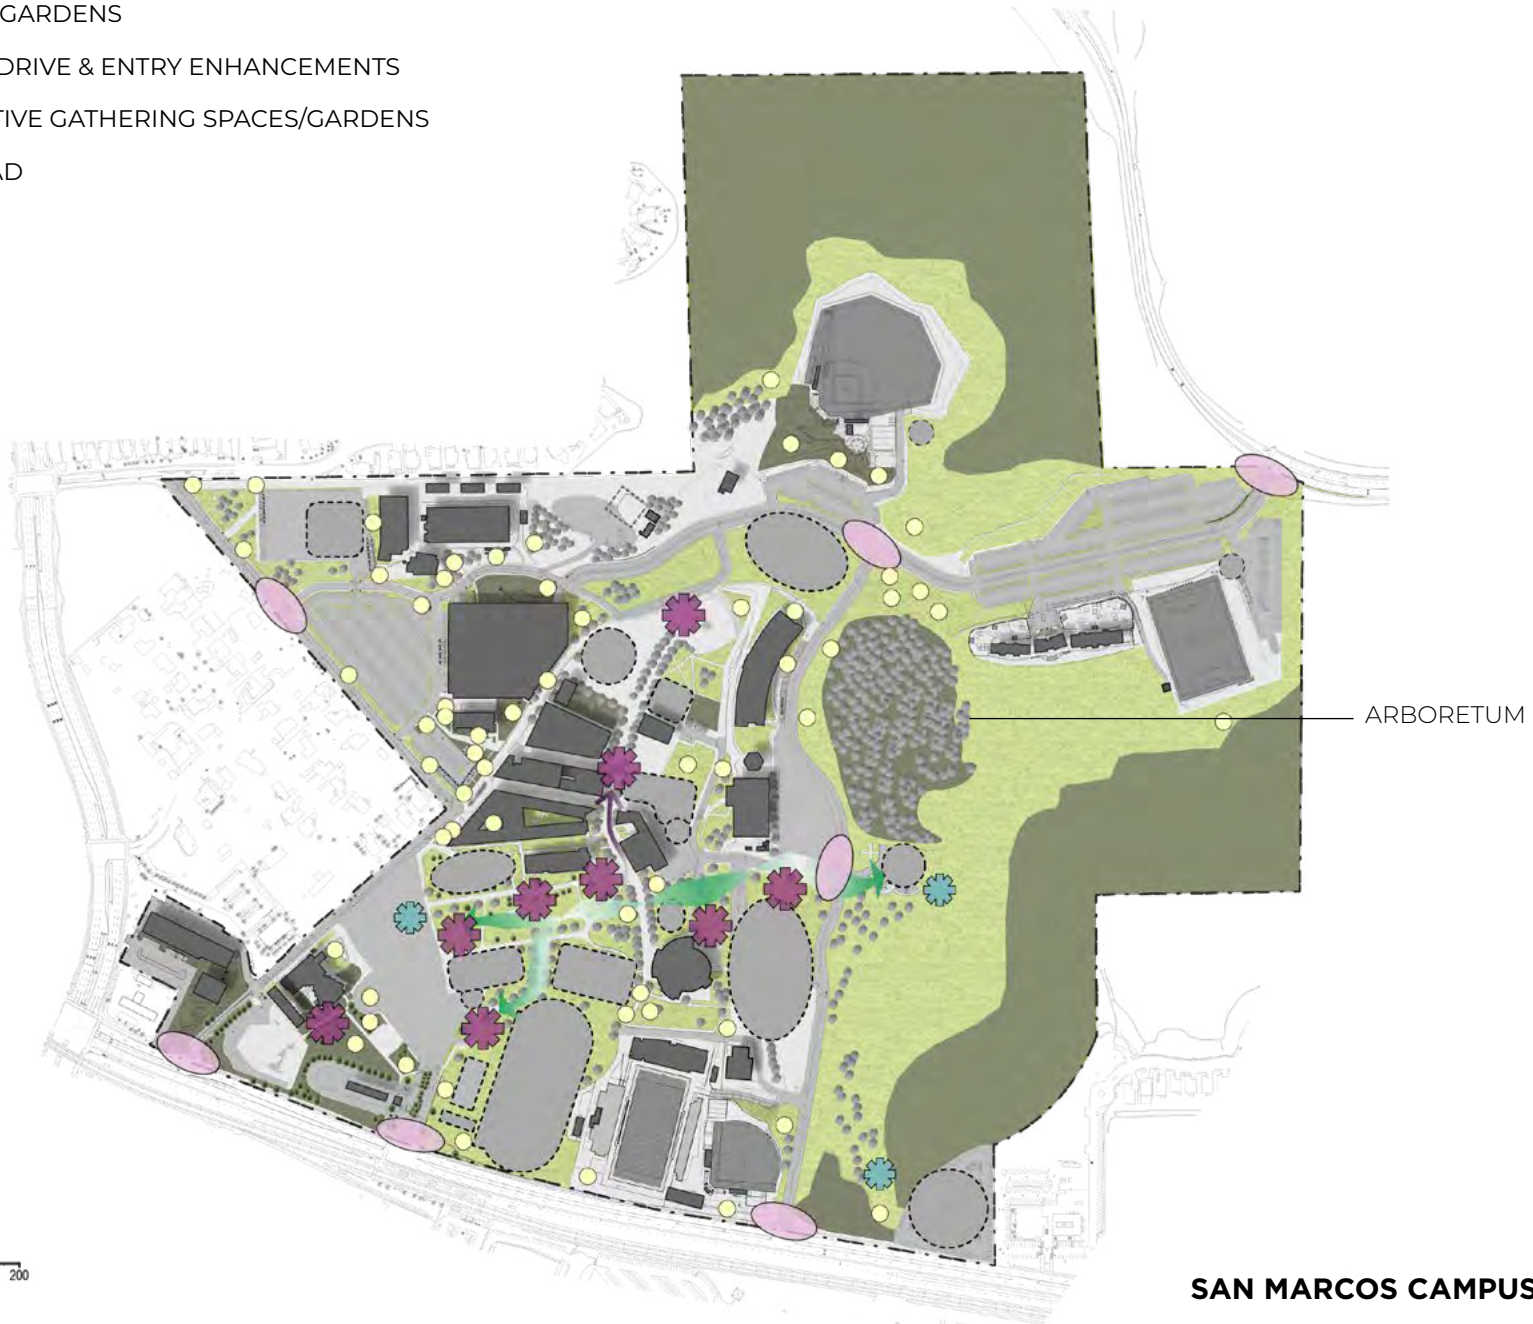 GARDENS
DRIVE & ENTRY ENHANCEMENTS
TIVE GATHERING SPACES/GARDENS
AD
ARBORETUM
200
SAN MARCOS CAMPUS